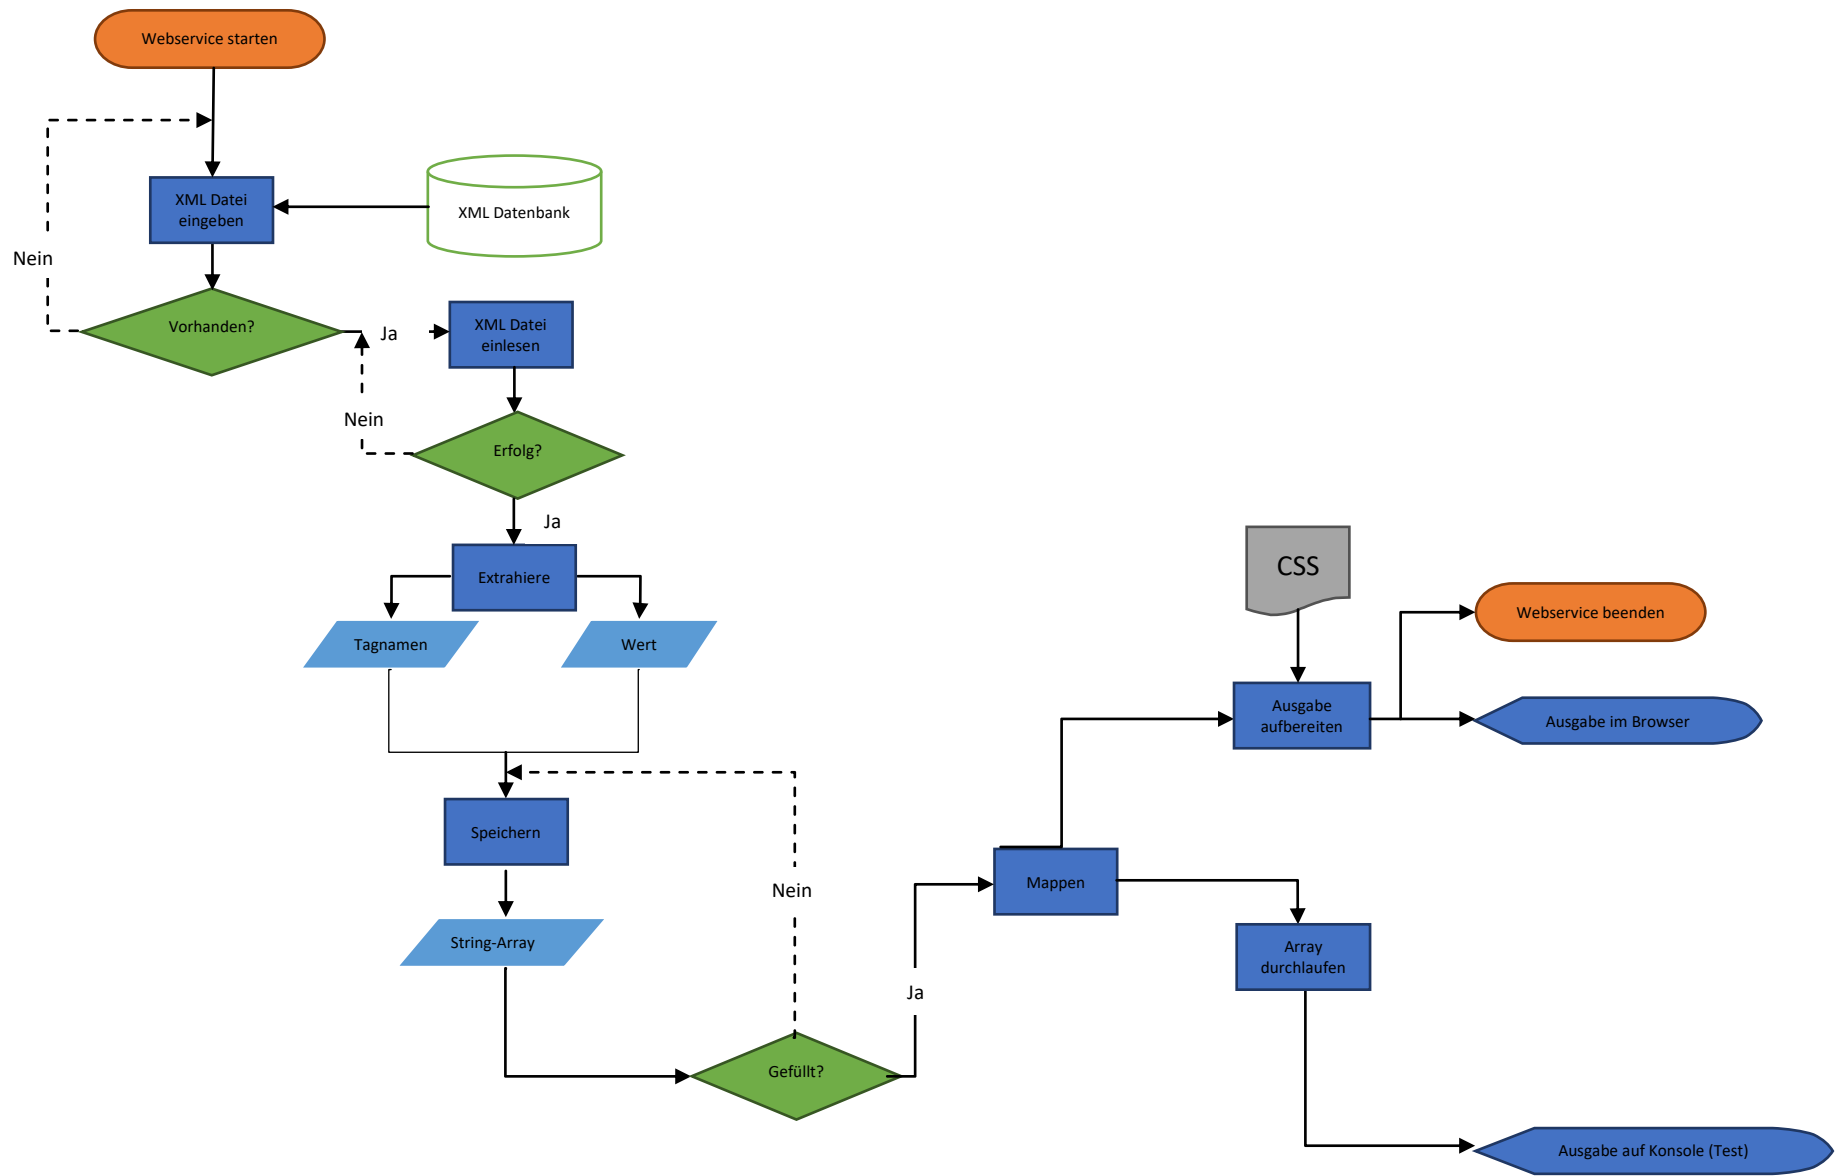 Webservice starten
XML Datei
eingeben
XML Datenbank
Nein
Vorhanden?
Ja
XML Datei
einlesen
Nein
Erfolg?
Ja
Extrahiere
Tagnamen
Wert
Speichern
String-Array
Nein
Gefüllt?
Ja
Mappen
CSS
Ausgabe
aufbereiten
Webservice beenden
Ausgabe im Browser
Array
durchlaufen
Ausgabe auf Konsole (Test)